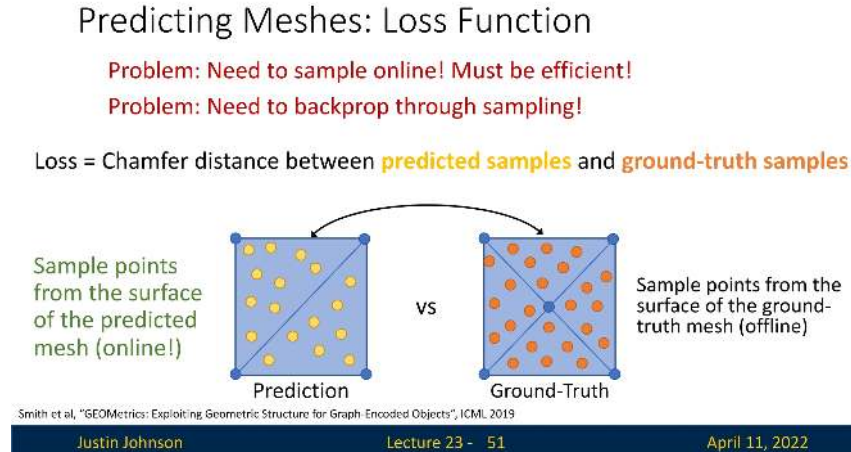 Predicting Meshes: Loss Function
Problem: Need to sample online! Must be efficient!
Problem: Need to backprop through sampling!
Loss = Chamfer distance between predicted samples and ground-truth samples
Sample points
from the surface
of the predicted
mesh (online!)
vs
Sample points from the
surface of the ground-
truth mesh (offline)
Prediction
Ground-Truth
Smith et al, "GEOMetrics: Exploiting Geometric Structure for Graph-Encoded Objects", ICML 2019
Justin Johnson
Lecture 23 - 51
April 11, 2022